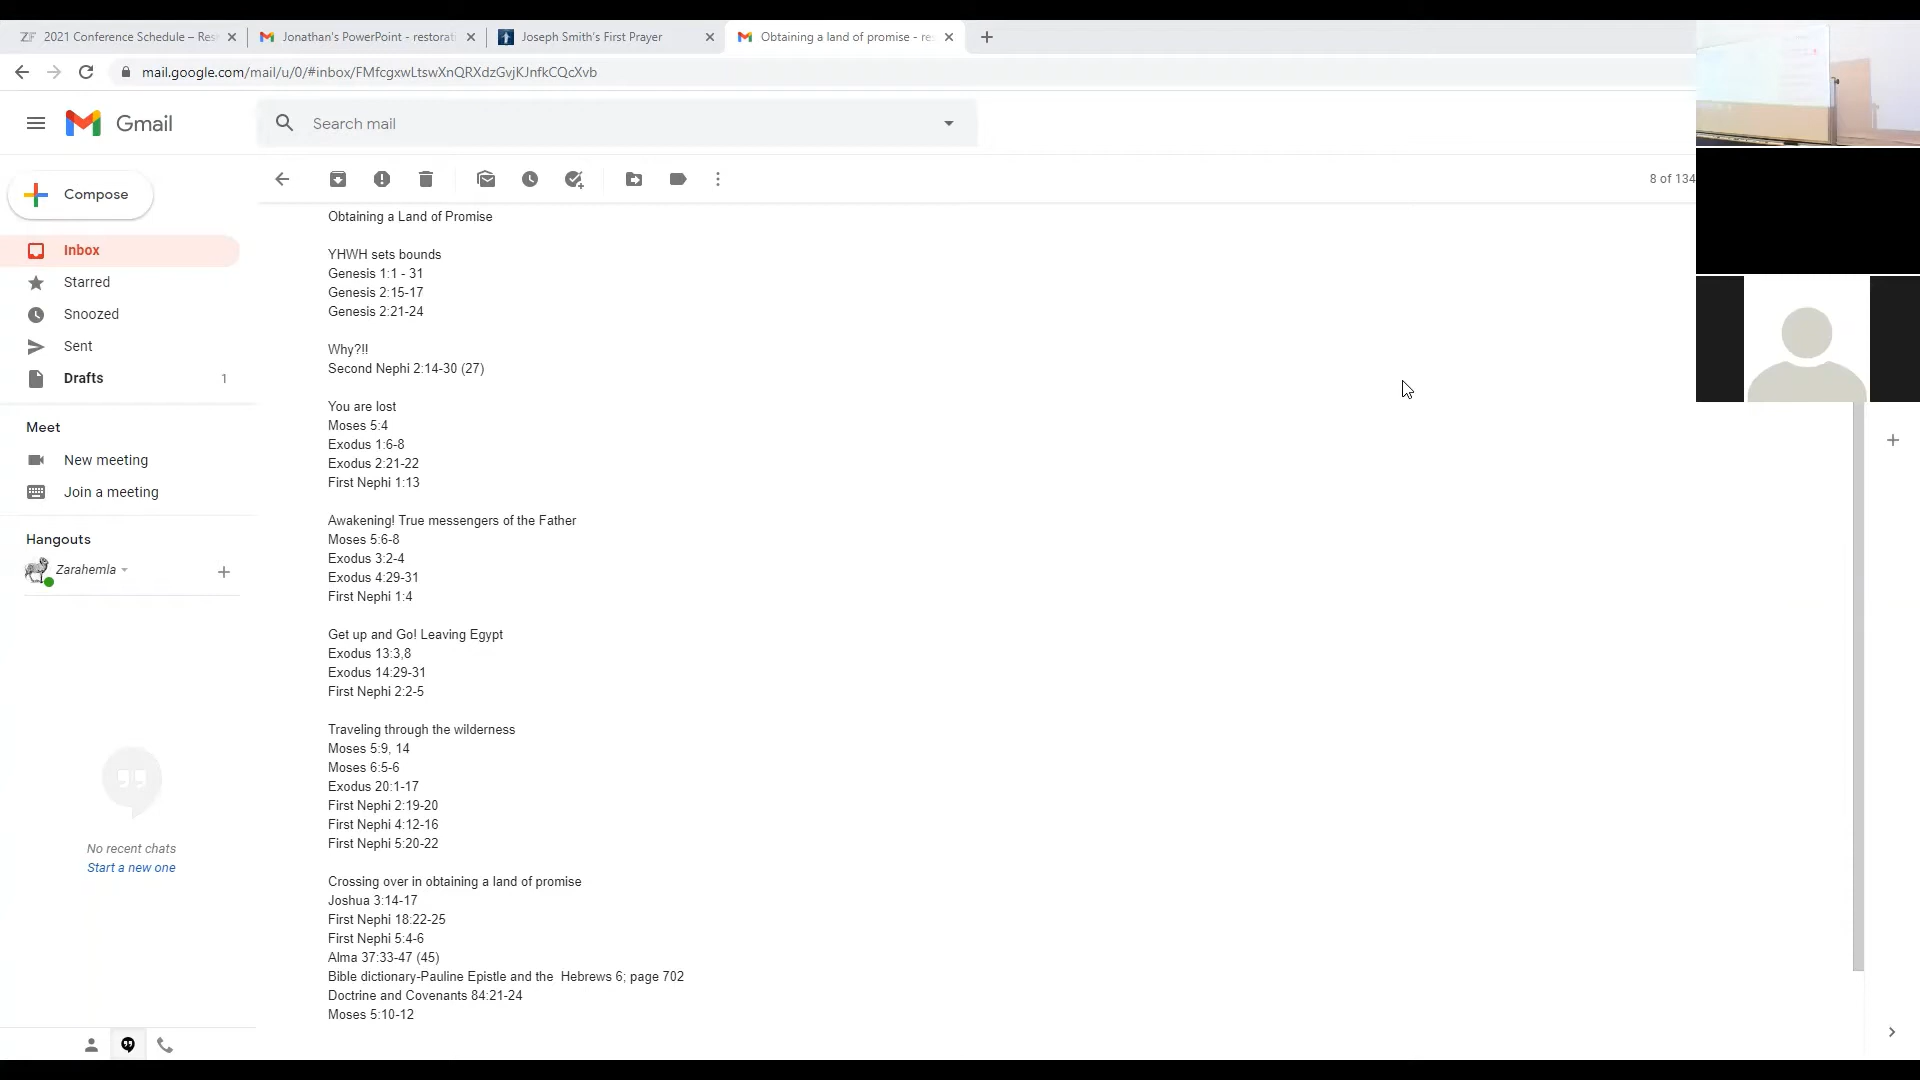 2021 Conference Schedule – Res
Jonathan's PowerPoint - restorati
Joseph Smith's First Prayer
Obtaining a land of promise - re
mail.google.com/mail/u/0/#inbox/FMfcgxwLtswXnQRXdzGvjKJnfkCQcXvb
Gmail
Search mail
8 of 134
Compose
Inbox
Starred
Snoozed
Sent
Drafts 1
Meet
New meeting
Join a meeting
Hangouts
Zarahemla
No recent chats
Start a new one
Obtaining a Land of Promise
YHWH sets bounds
Genesis 1:1 - 31
Genesis 2:15-17
Genesis 2:21-24
Why?!!
Second Nephi 2:14-30 (27)
You are lost
Moses 5:4
Exodus 1:6-8
Exodus 2:21-22
First Nephi 1:13
Awakening! True messengers of the Father
Moses 5:6-8
Exodus 3:2-4
Exodus 4:29-31
First Nephi 1:4
Get up and Go! Leaving Egypt
Exodus 13:3,8
Exodus 14:29-31
First Nephi 2:2-5
Traveling through the wilderness
Moses 5:9, 14
Moses 6:5-6
Exodus 20:1-17
First Nephi 2:19-20
First Nephi 4:12-16
First Nephi 5:20-22
Crossing over in obtaining a land of promise
Joshua 3:14-17
First Nephi 18:22-25
First Nephi 5:4-6
Alma 37:33-47 (45)
Bible dictionary-Pauline Epistle and the  Hebrews 6; page 702
Doctrine and Covenants 84:21-24
Moses 5:10-12